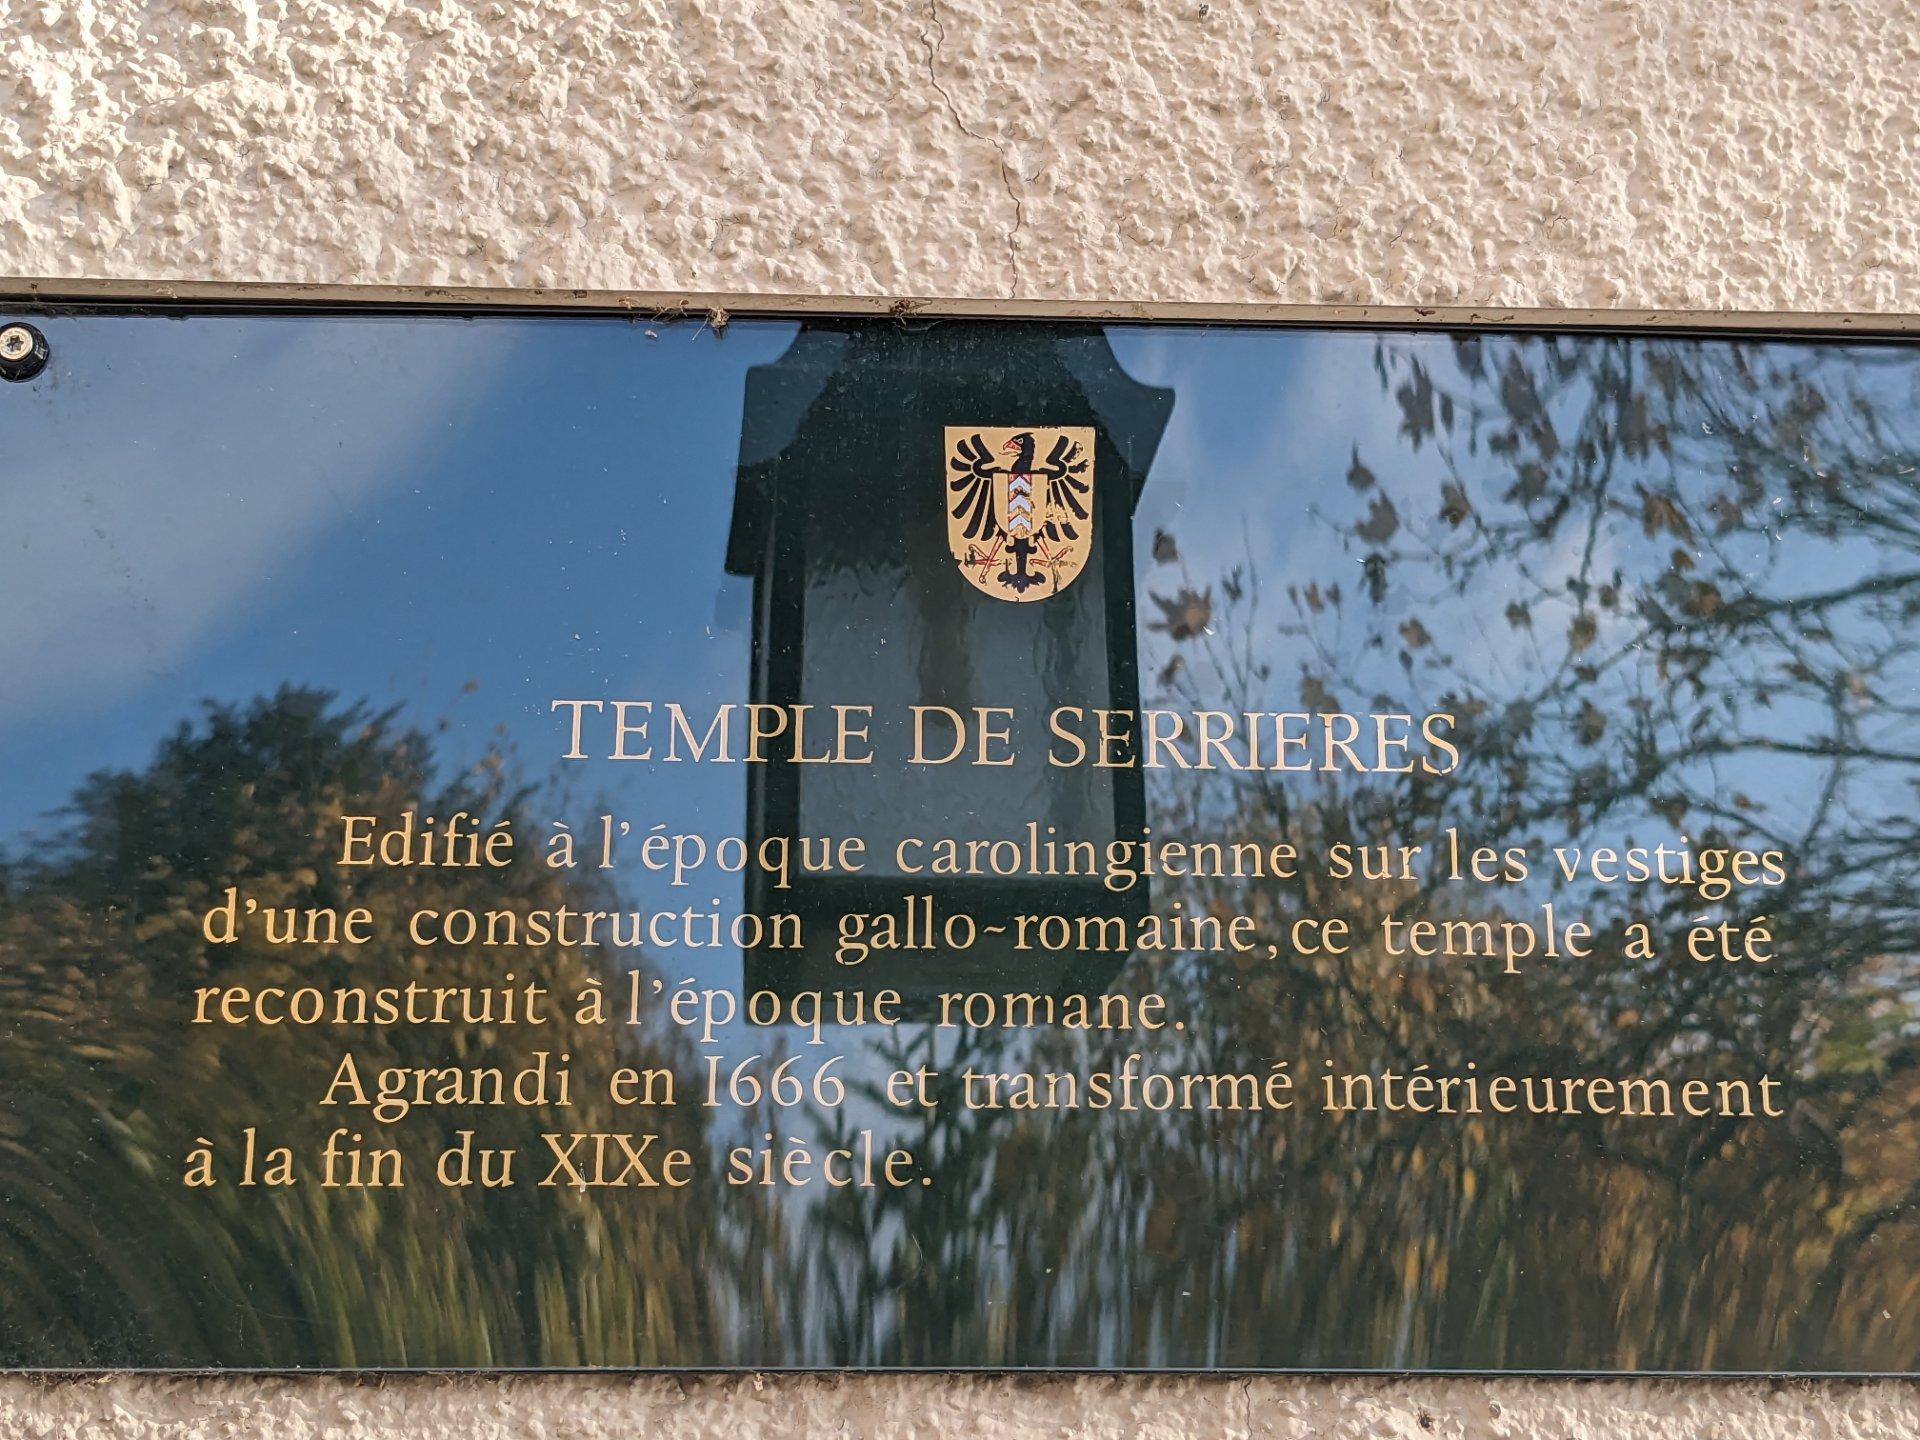 TEMPLE DE SERRIERES
Edifié à l'époque carolingienne sur les vestiges
d'une construction gallo-romaine, ce temple a été
reconstruit à l'époque romane.
Agrandi en 1666 et transformé intérieurement
à la fin du XIXe siècle.